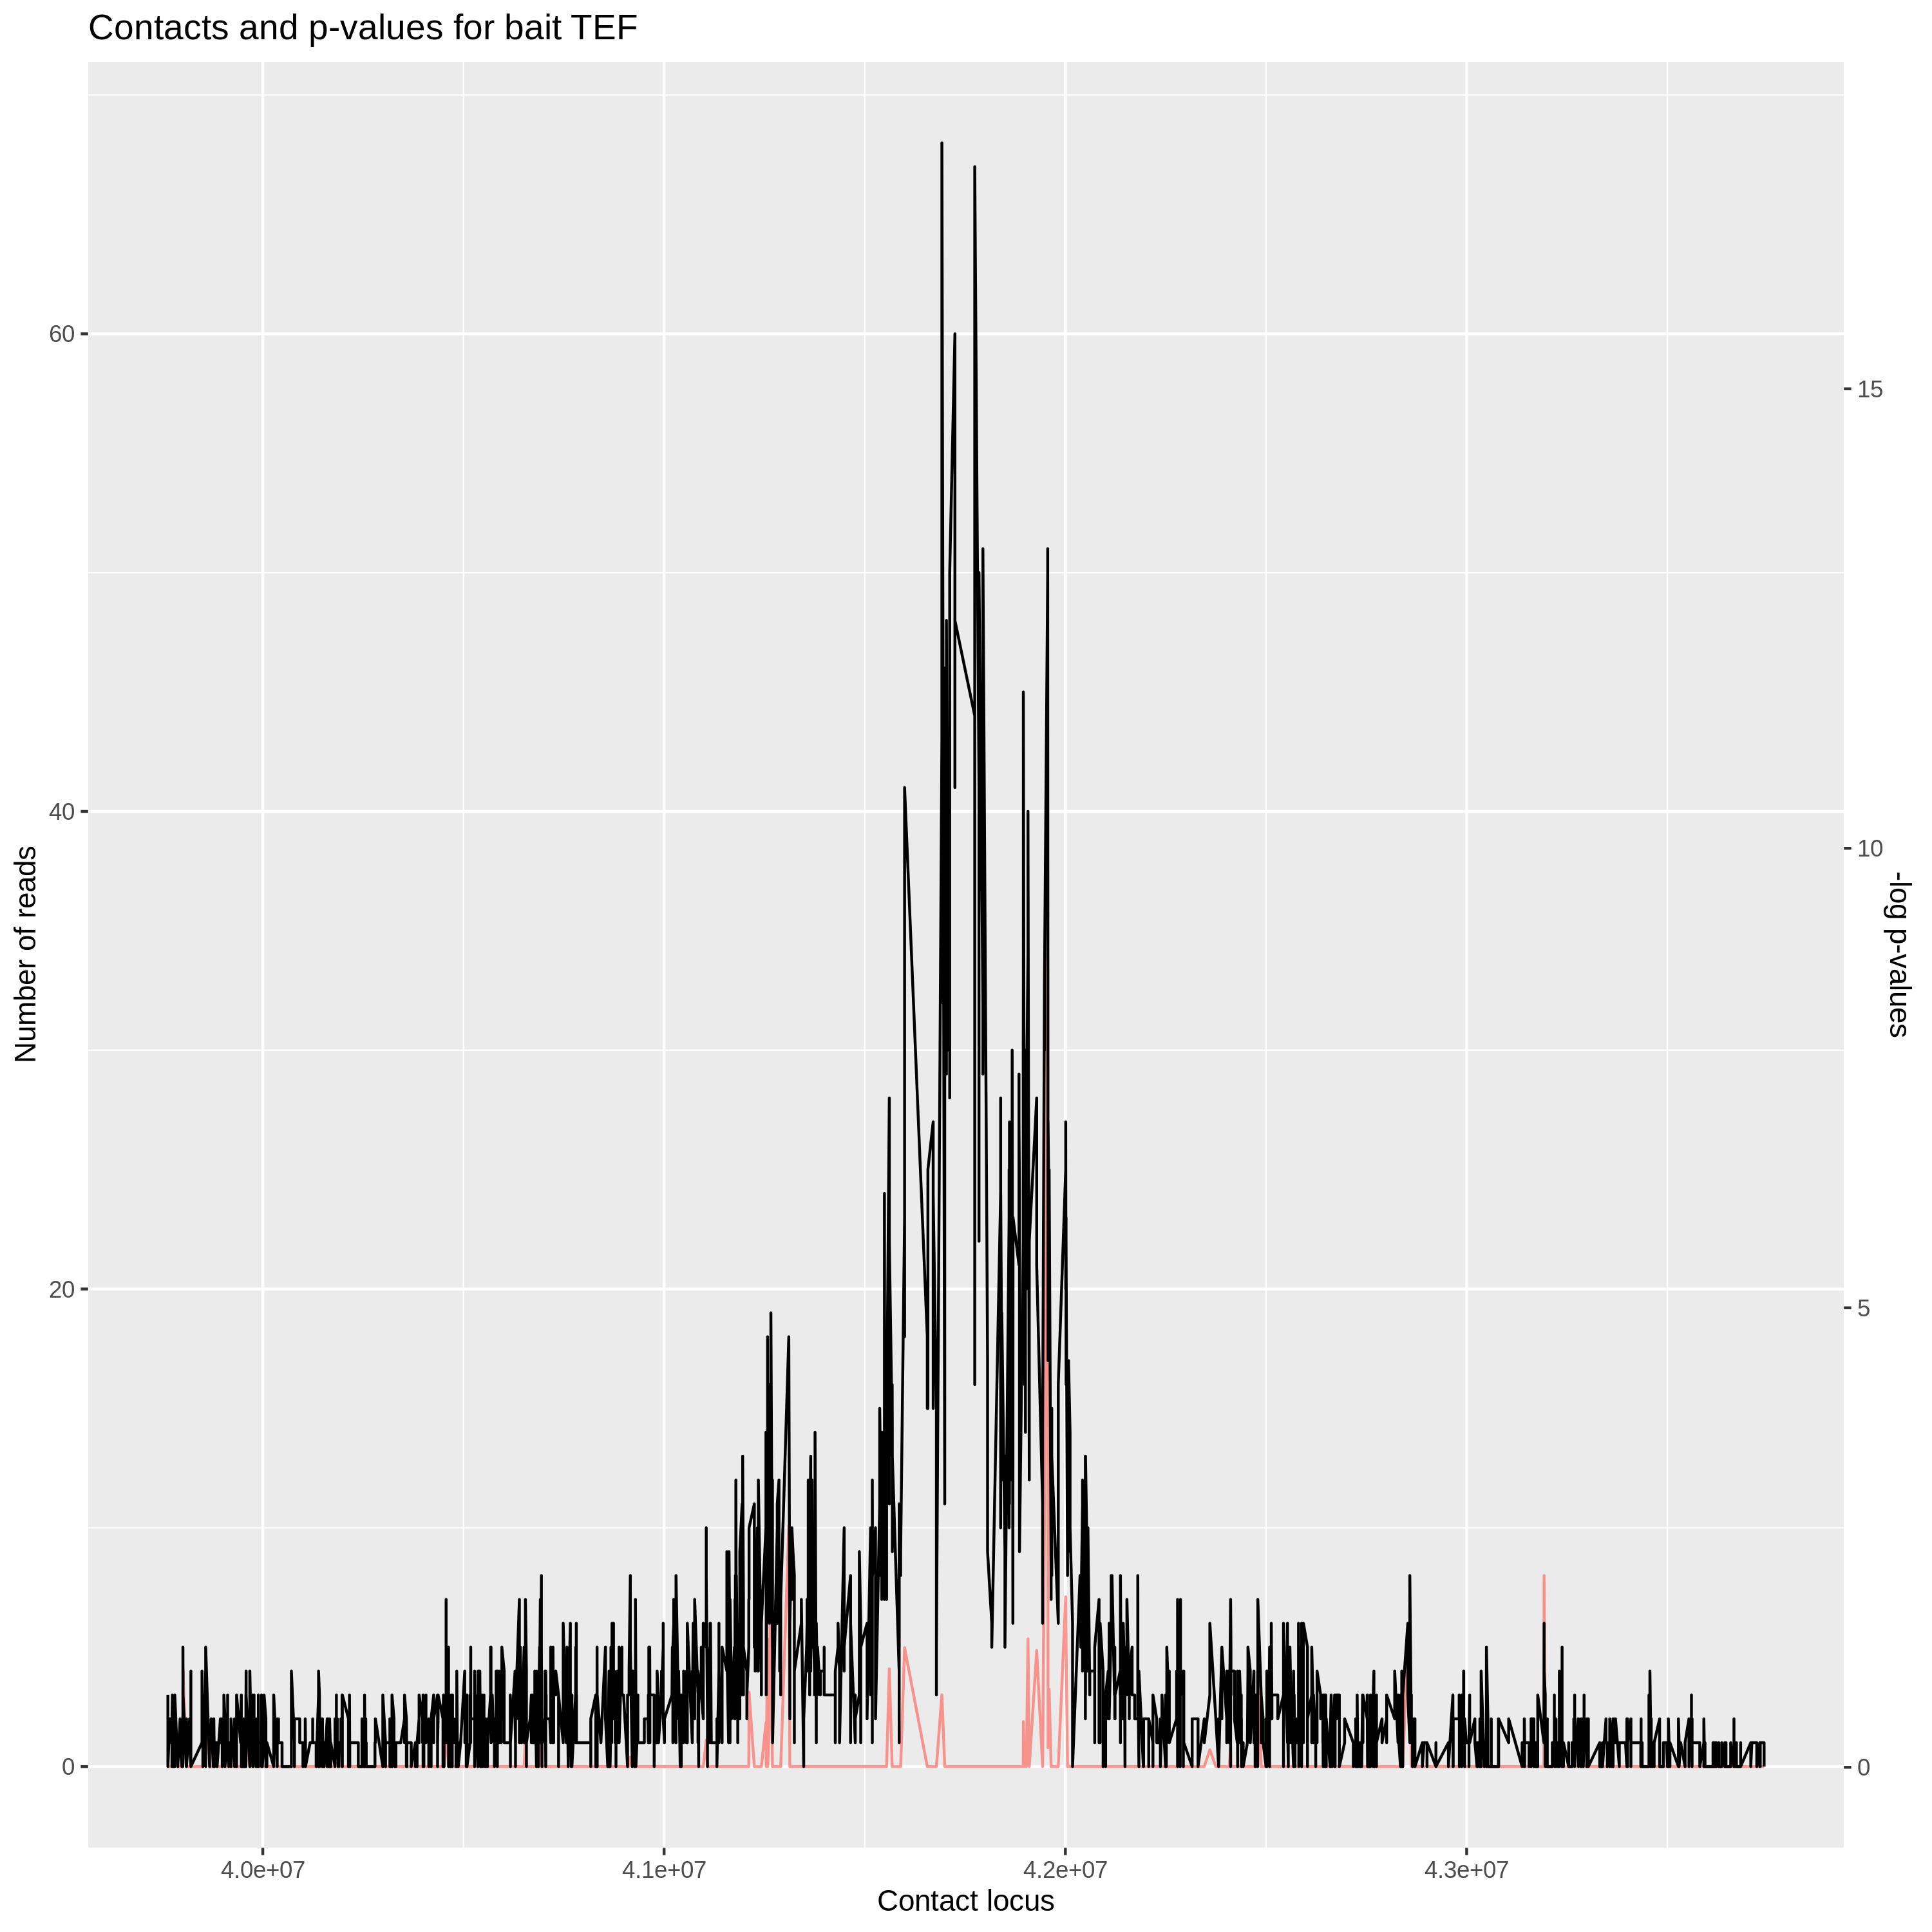 Contacts and p-values for bait TEF
60
40
20
0
Number of reads
15
10
5
0
-log p-values
4.0e+07
4.1e+07
4.2e+07
4.3e+07
Contact locus